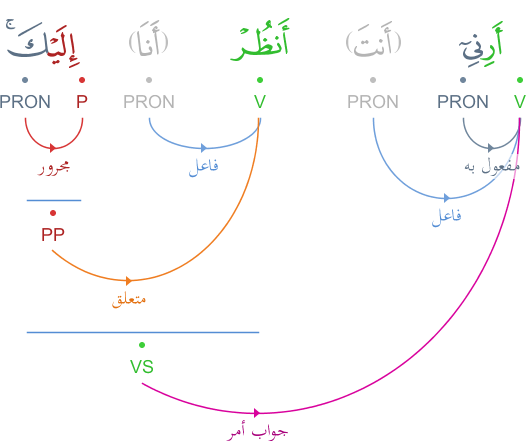 أَرِنِىٓ (أَنتَ) أَنظُرْ (أَنَا) إِلَيْكَ ۚ
V PRON PRON V PRON P PRON
مفعول به
فاعل
فاعل
مجرور
PP
متعلق
VS
جواب أمر